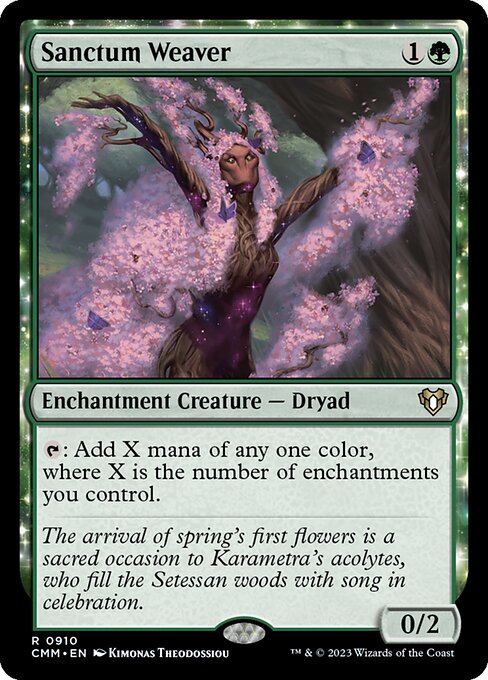 Sanctum Weaver 1
Enchantment Creature — Dryad
: Add X mana of any one color,
where X is the number of enchantments
you control.
The arrival of spring's first flowers is a
sacred occasion to Karametra's acolytes,
who fill the Setessan woods with song in
celebration.
0/2
R 0910
CMM • EN Kimonas Theodossiou
™ & © 2023 Wizards of the Coast